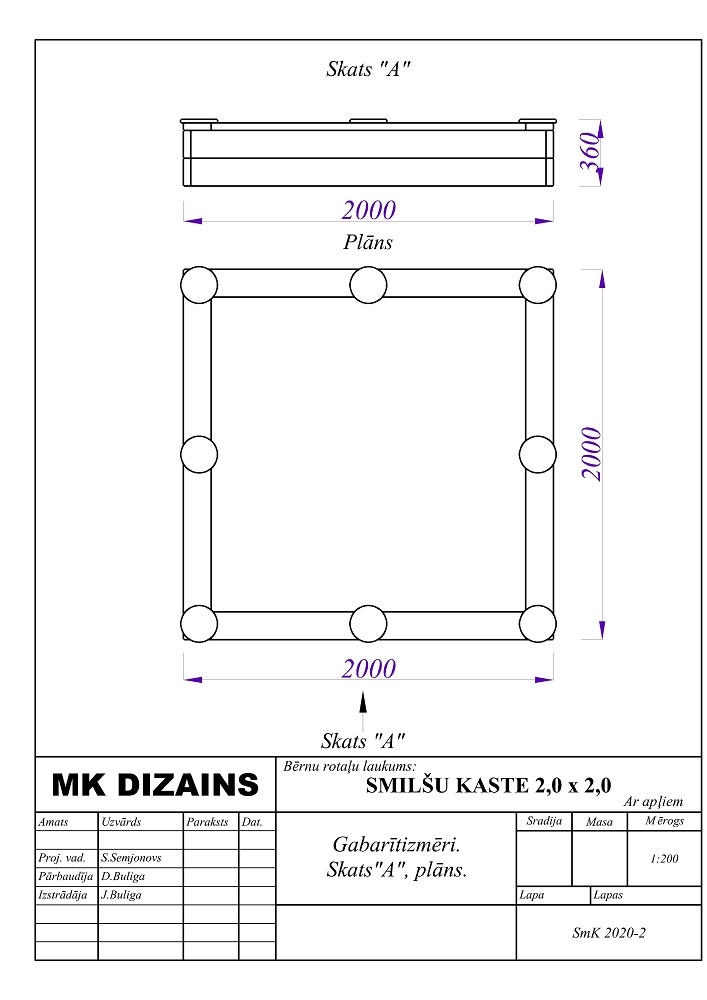 Skats "A"
360
2000
Plāns
2000
2000
Skats "A"
MK DIZAINS
Bērnu rotaļu laukums:
SMILŠU KASTE 2,0 x 2,0
Ar apļiem
Amats Uzvārds Paraksts Dat.
Proj. vad. S.Semjonovs
Pārbaudīja D.Buliga
Izstrādāja J.Buliga
Gabarītizmēri.
Skats"A", plāns.
Sradija Masa Mērogs
1:200
Lapa Lapas
SmK 2020-2